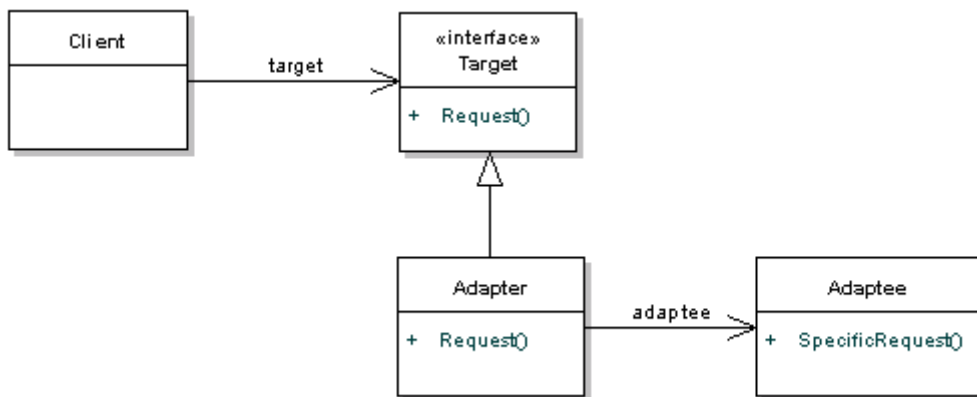 Client
target
«interface»
Target
+ Request()
Adapter
+ Request()
adaptee
Adaptee
+ SpecificRequest()